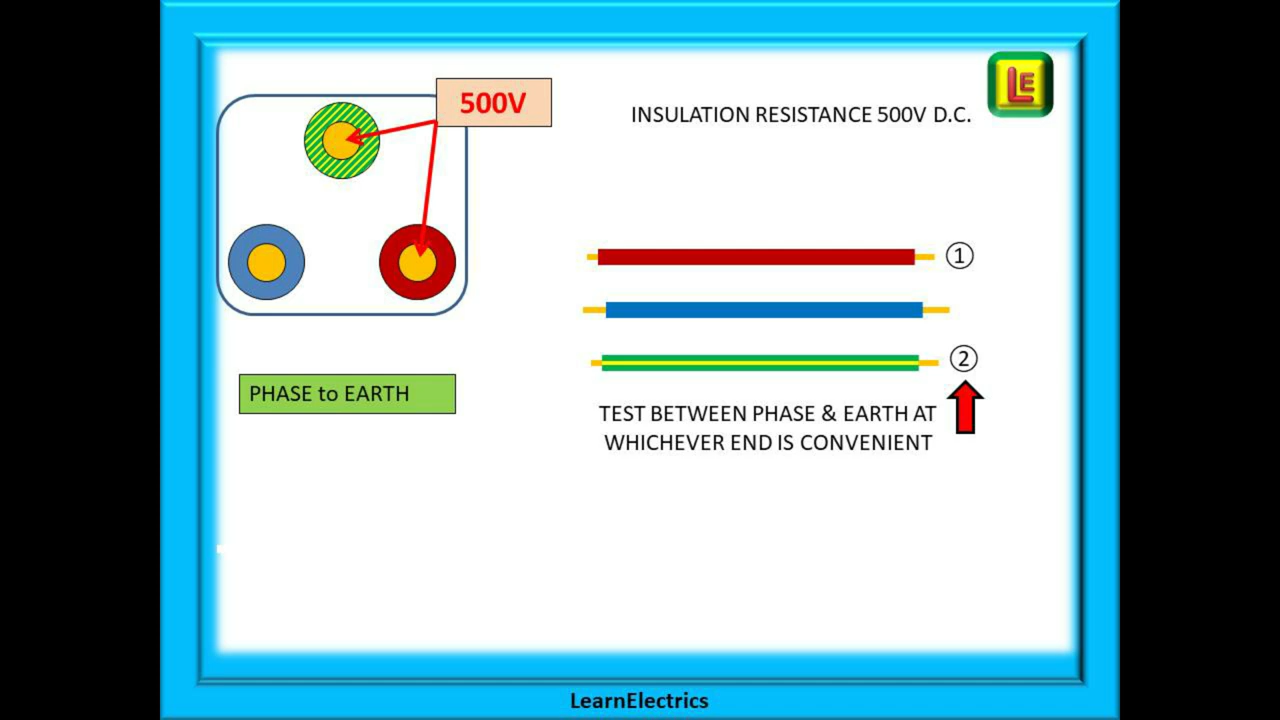 500V
INSULATION RESISTANCE 500V D.C.
LE
①
②
PHASE to EARTH
TEST BETWEEN PHASE & EARTH AT
WHICHEVER END IS CONVENIENT
LearnElectrics